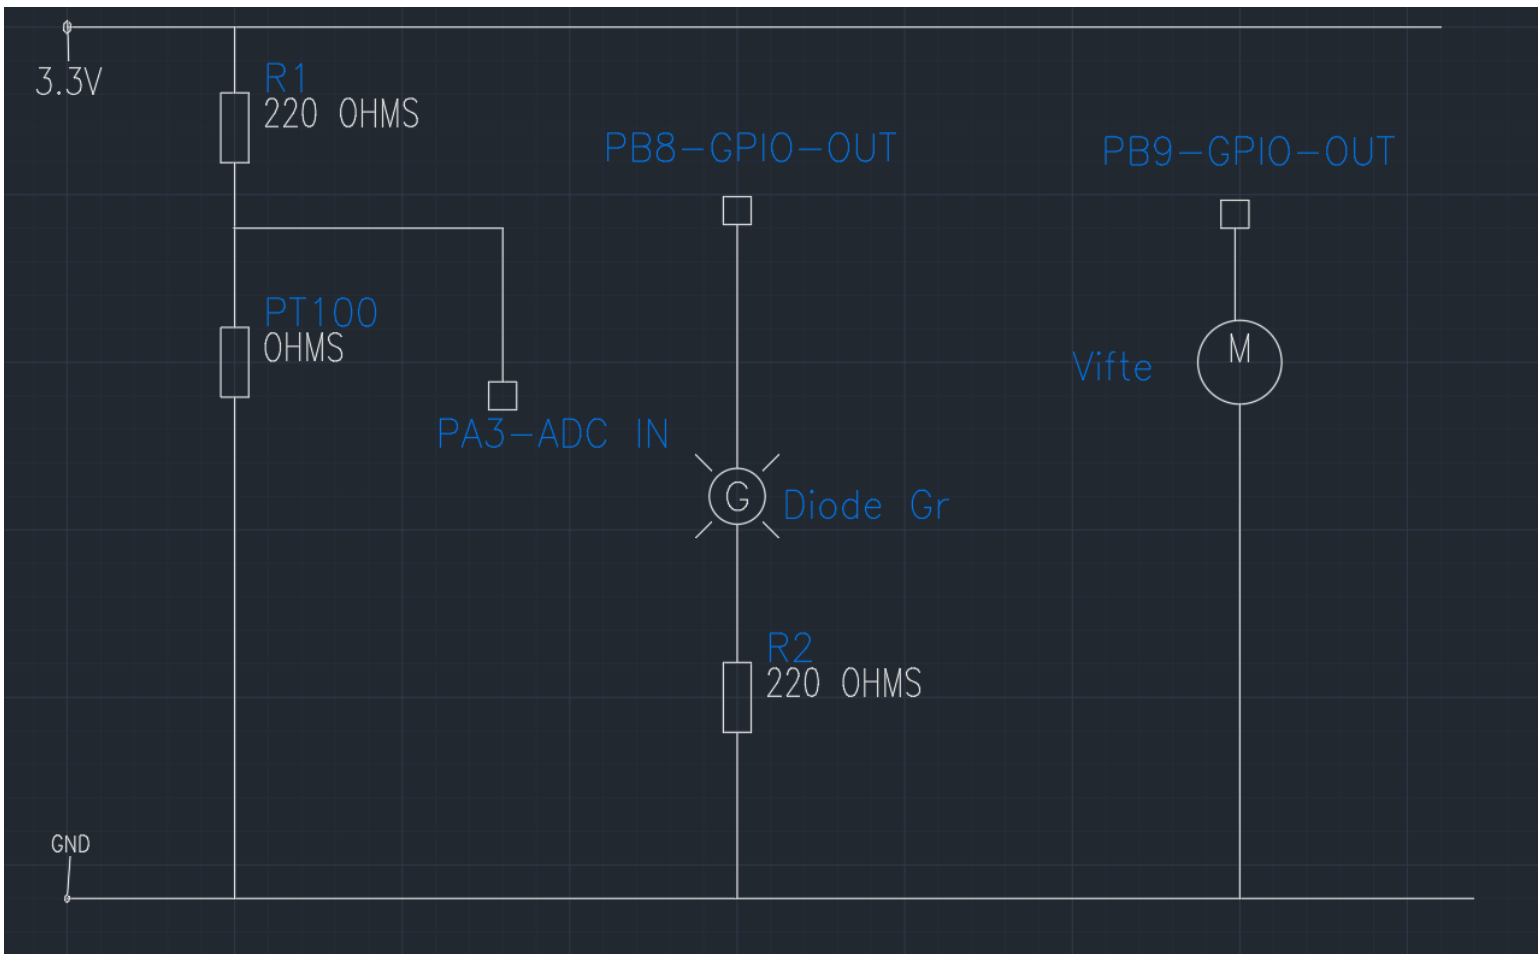 3.3V
R1
220 OHMS
PB8-GPIO-OUT
PB9-GPIO-OUT
PT100
OHMS
PA3-ADC IN
M
Vifte
G
Diode Gr
R2
220 OHMS
GND